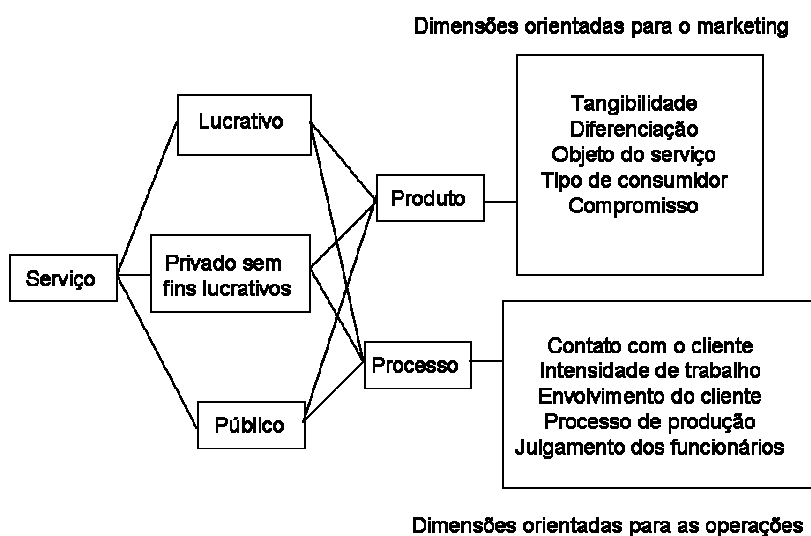 Dimensões orientadas para o marketing
Tangibilidade
Diferenciação
Objeto do serviço
Tipo de consumidor
Compromisso
Lucrativo
Produto
Serviço
Privado sem
fins lucrativos
Processo
Público
Contato com o cliente
Intensidade de trabalho
Envolvimento do cliente
Processo de produção
Julgamento dos funcionários
Dimensões orientadas para as operações